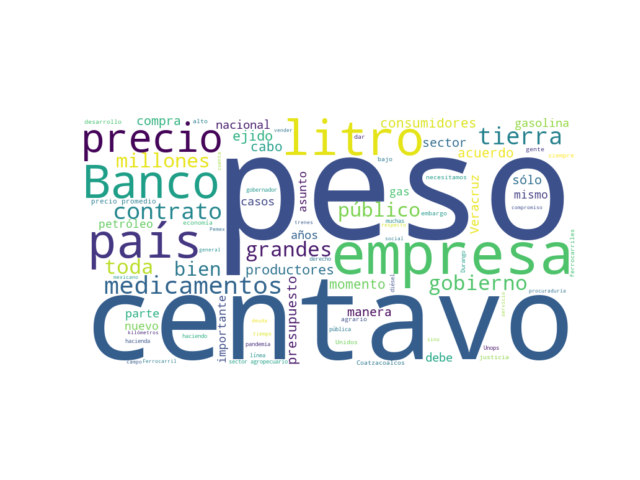 desarrollo compra alto nacional vender consumidores gasolina
precio ejido cabo litro dar sector tierra gente
millones asunto bajo acuerdo siempre
Banco gobernador casos peso necesitamos sólo mismo
precio promedio gas embargo compromiso
contrato público Veracruz
petróleo economía Pemex trenes años muchas
país general grandes derecho social empresa Durango ferrocarriles
toda bien productores
mexicano medicamentos presupuesto momento diésel gobierno procuraduría
centavo
parte importante manera servicio
nuevo agrario
kilómetros haciendo pandemia pública
hacienda Unidos debe Unops
campo Ferrocarril línea justicia
sector agropecuario Coatzacoalcos